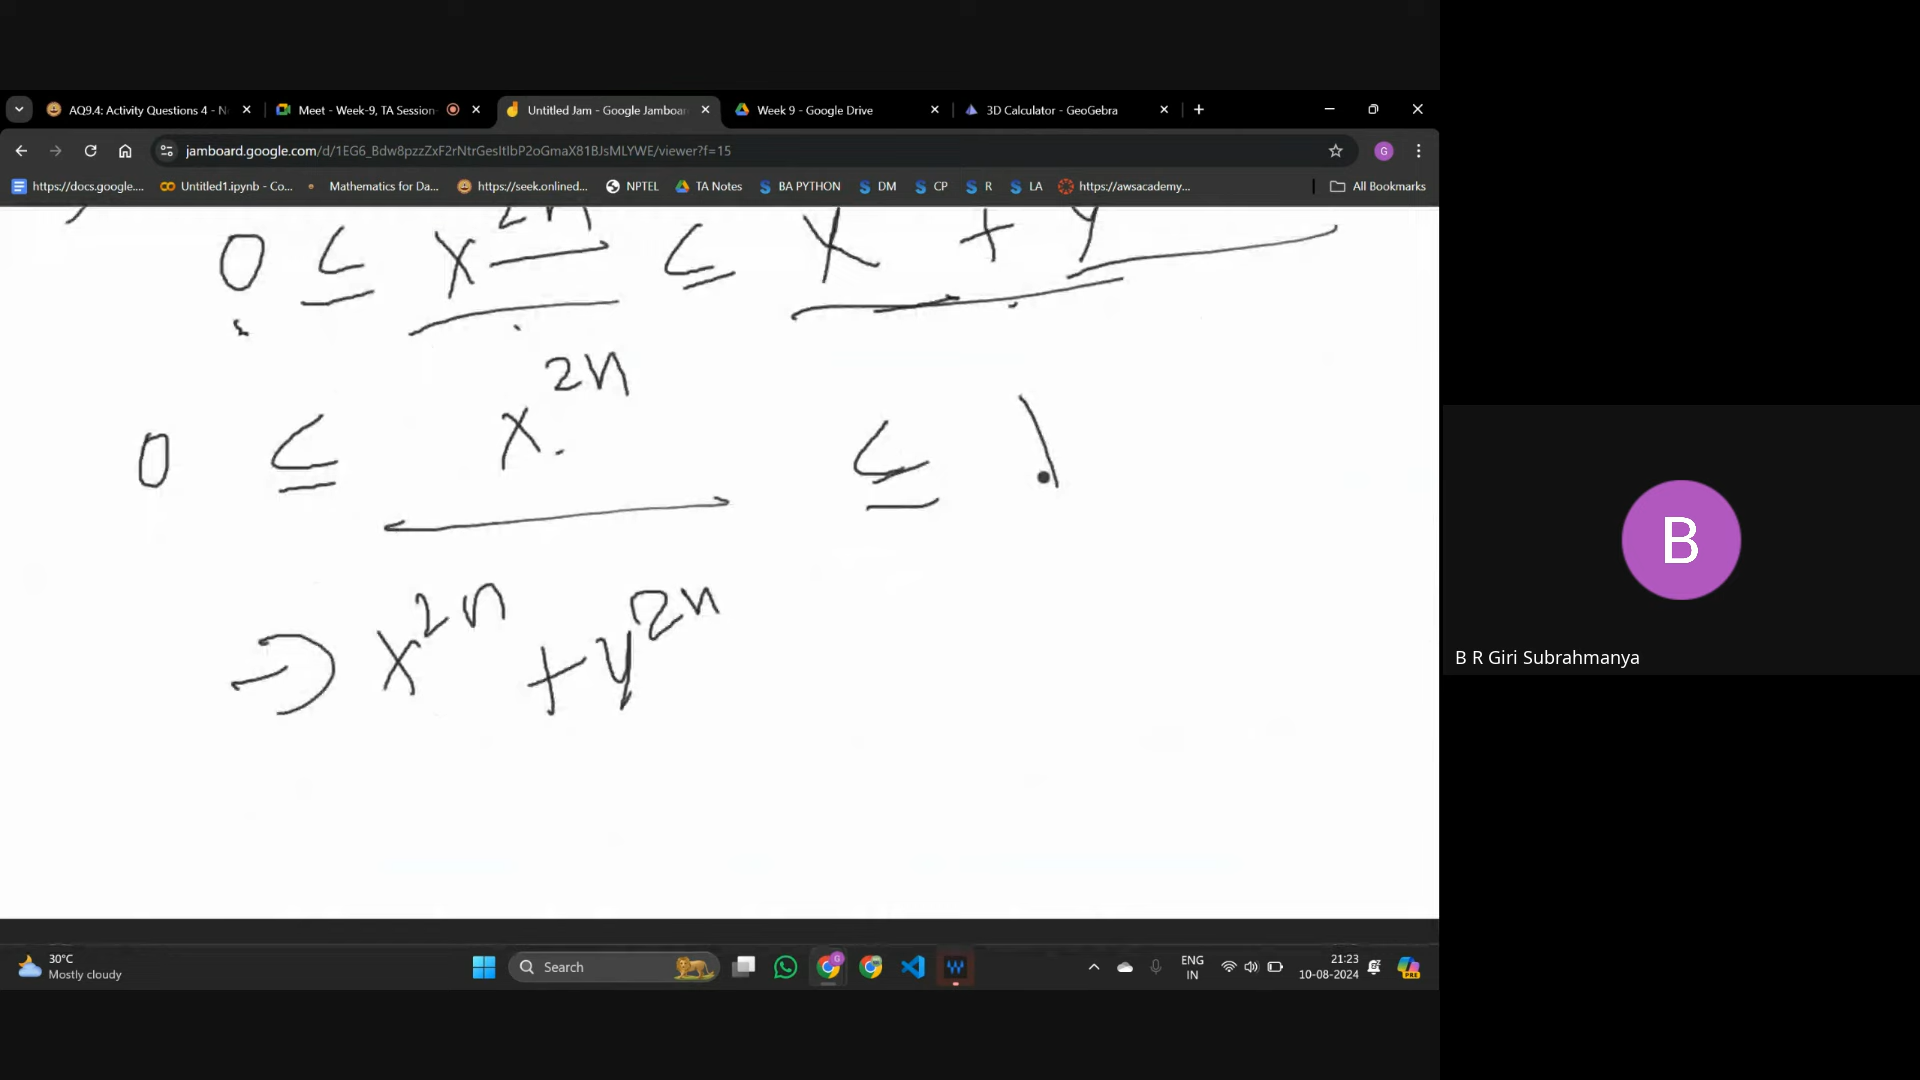 AQ9.4: Activity Questions 4 - N
Meet - Week-9, TA Session
Untitled Jam - Google Jamboar
Week 9 - Google Drive
3D Calculator - GeoGebra
jamboard.google.com/d/1EG6_Bdw8pzzZxF2rNtrGesItIbP2oGmaX81BJsMLYWE/viewer?f=15
G
https://docs.google....
Untitled1.ipynb - Co...
Mathematics for Da...
https://seek.onlined...
NPTEL
TA Notes
BA PYTHON
DM
CP
R
LA
https://awsacademy...
All Bookmarks
0 ≤ x^2n ≤ x + y
0 ≤ x^2n ≤
x^2n + y^2n
B
B R Giri Subrahmanya
30°C
Mostly cloudy
Search
ENG
IN
21:23
10-08-2024